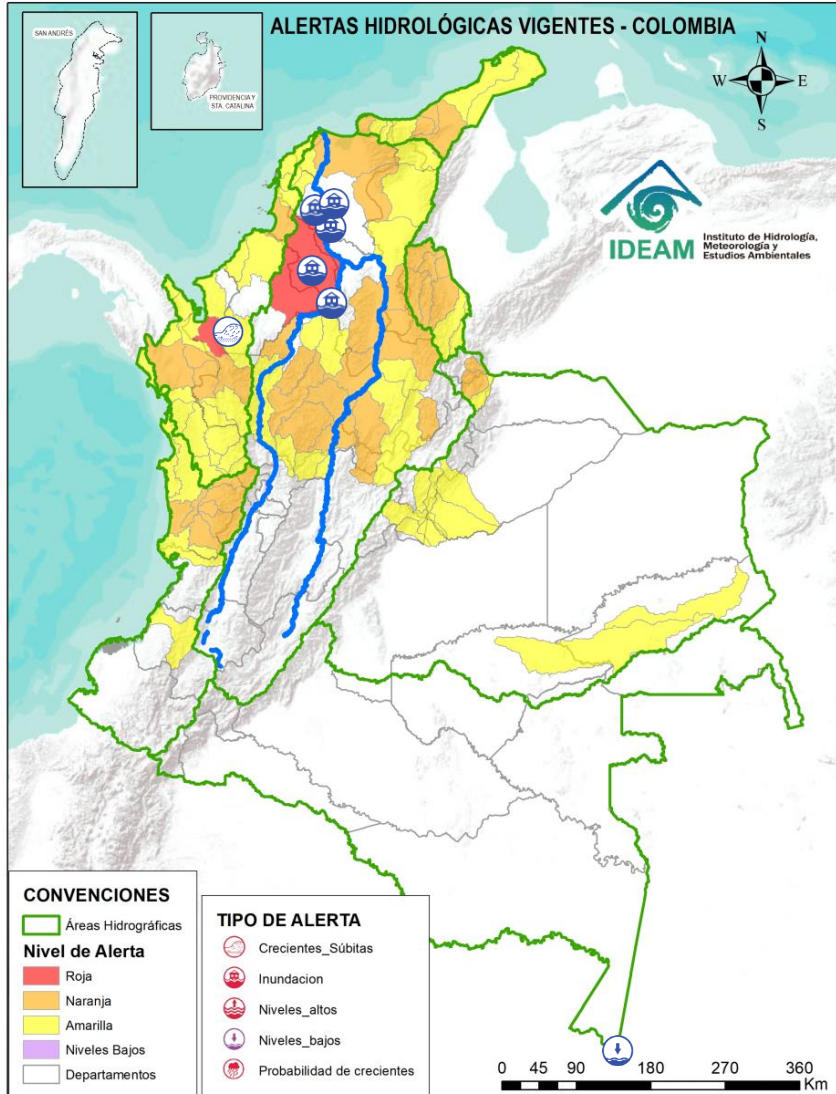 ALERTAS HIDROLÓGICAS VIGENTES - COLOMBIA
SAN ANDRÉS
PROVIDENCIA Y
STA. CATALINA
N
W
E
S
IDEAM
Instituto de Hidrología,
Meteorología y
Estudios Ambientales
CONVENCIONES
Áreas Hidrográficas
Nivel de Alerta
Roja
Naranja
Amarilla
Niveles Bajos
Departamentos
TIPO DE ALERTA
Crecientes_Súbitas
Inundacion
Niveles_altos
Niveles_bajos
Probabilidad de crecientes
0 45 90 180 270 360
Km